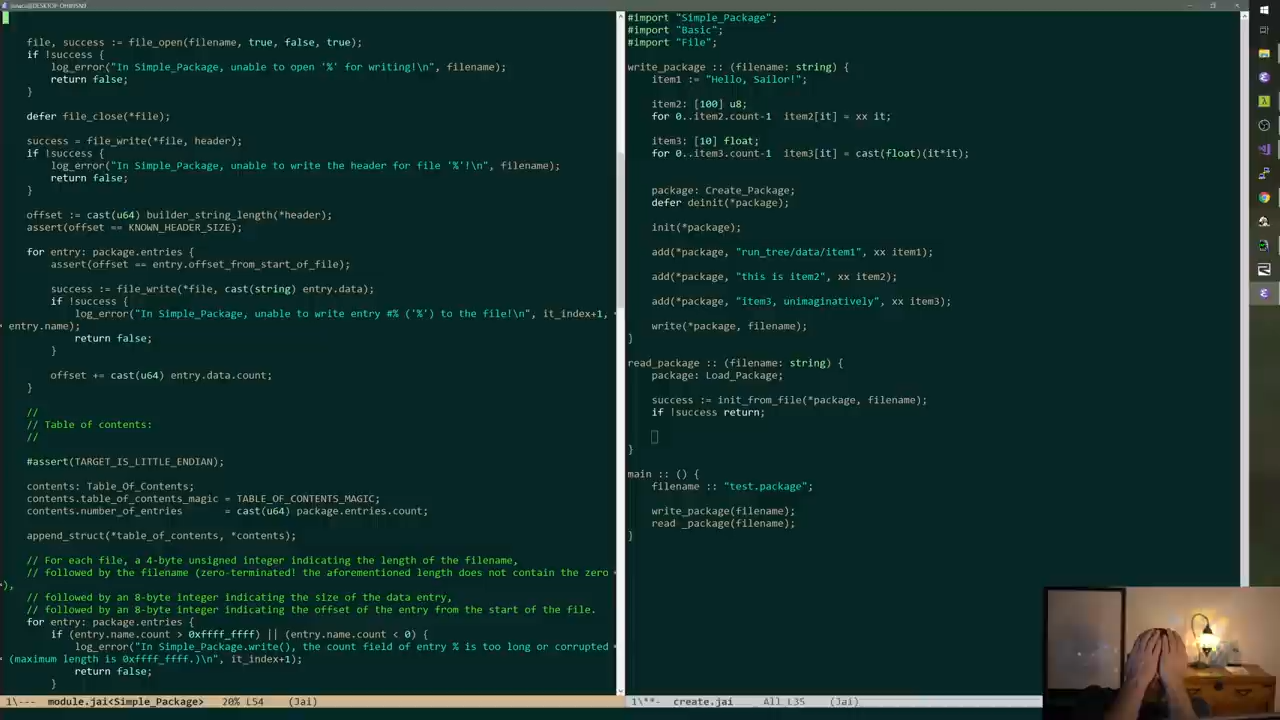 file, success := file_open(filename, true, false, true);
if !success {
log_error("In Simple_Package, unable to open '%' for writing!\n", filename);
return false;
}
defer file_close(*file);
success = file_write(*file, header);
if !success {
log_error("In Simple_Package, unable to write the header for file '%'!\n", filename);
return false;
}
offset := cast(u64) builder_string_length(*header);
assert(offset == KNOWN_HEADER_SIZE);
for entry: package.entries {
assert(offset == entry.offset_from_start_of_file);
success := file_write(*file, cast(string) entry.data);
if !success {
log_error("In Simple_Package, unable to write entry #% ('%') to the file!\n", it_index+1,
entry.name);
return false;
}
offset += cast(u64) entry.data.count;
}
//
// Table of contents:
//
#assert(TARGET_IS_LITTLE_ENDIAN);
contents: Table_Of_Contents;
contents.table_of_contents_magic = TABLE_OF_CONTENTS_MAGIC;
contents.number_of_entries = cast(u64) package.entries.count;
append_struct(*table_of_contents, *contents);
// For each file, a 4-byte unsigned integer indicating the length of the filename,
// followed by the filename (zero-terminated! the aforementioned length does not contain the zero
),
// followed by an 8-byte integer indicating the size of the data entry,
// followed by an 8-byte integer indicating the offset of the entry from the start of the file.
for entry: package.entries {
if (entry.name.count > 0xffff_ffff) || (entry.name.count < 0) {
log_error("In Simple_Package.write(), the count field of entry % is too long or corrupted
(maximum length is 0xffff_ffff.)\n", it_index+1);
return false;
}
1\--- module.jai<Simple_Package> 20% L54 (Jai)
#import "Simple_Package";
#import "Basic";
#import "File";
write_package :: (filename: string) {
item1 := "Hello, Sailor!";
item2: [100] u8;
for 0..item2.count-1 item2[it] = xx it;
item3: [10] float;
for 0..item3.count-1 item3[it] = cast(float)(it*it);
package: Create_Package;
defer deinit(*package);
init(*package);
add(*package, "run_tree/data/item1", xx item1);
add(*package, "this is item2", xx item2);
add(*package, "item3, unimaginatively", xx item3);
write(*package, filename);
}
read_package :: (filename: string) {
package: Load_Package;
success := init_from_file(*package, filename);
if !success return;
}
main :: () {
filename :: "test.package";
write_package(filename);
read _package(filename);
}
1\**- create.jai All L35 (Jai)